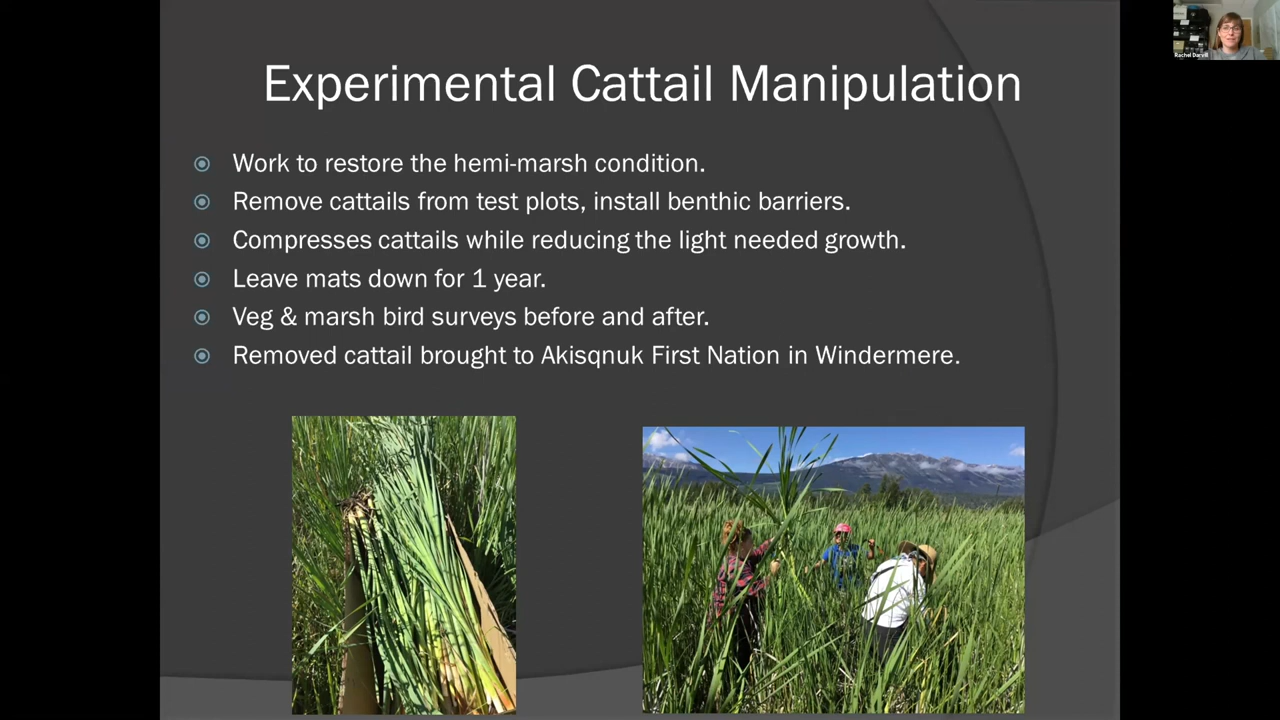 Experimental Cattail Manipulation
Work to restore the hemi-marsh condition.
Remove cattails from test plots, install benthic barriers.
Compresses cattails while reducing the light needed growth.
Leave mats down for 1 year.
Veg & marsh bird surveys before and after.
Removed cattail brought to Akisqnuk First Nation in Windermere.
Rachel Darvill